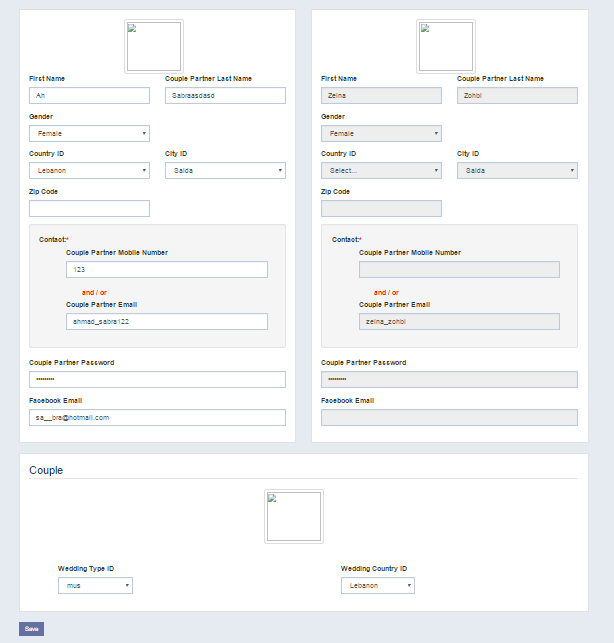 First Name
Couple Partner Last Name
Ah
Sabraasdasd
Gender
Female
Country ID
City ID
Lebanon
Saida
Zip Code
Contact:*
Couple Partner Mobile Number
123
and / or
Couple Partner Email
ahmad_sabra122
Couple Partner Password
Facebook Email
sa__bra@hotmail.com
First Name
Couple Partner Last Name
Zeina
Zohbi
Gender
Female
Country ID
City ID
Select...
Saida
Zip Code
Contact:*
Couple Partner Mobile Number
and / or
Couple Partner Email
zeina_zohbi
Couple Partner Password
Facebook Email
Couple
Wedding Type ID
Wedding Country ID
mus
Lebanon
Save